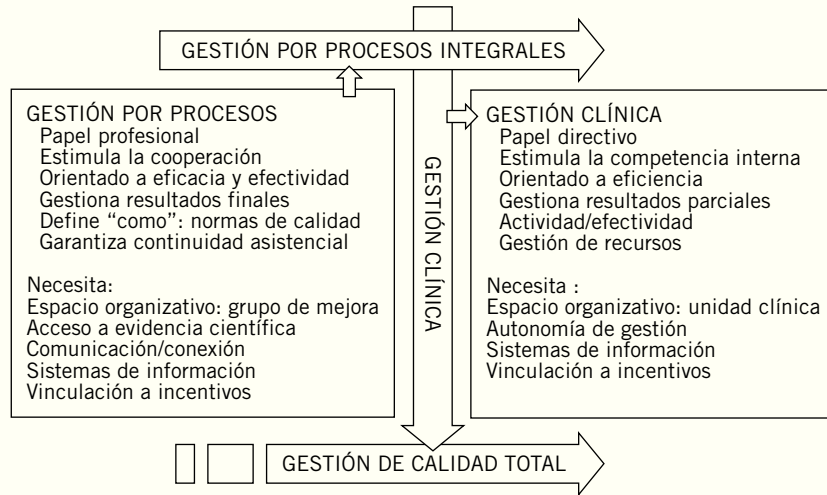 GESTIÓN POR PROCESOS INTEGRALES
GESTIÓN POR PROCESOS
Papel profesional
Estimula la cooperación
Orientado a eficacia y efectividad
Gestiona resultados finales
Define “como”: normas de calidad
Garantiza continuidad asistencial
Necesita:
Espacio organizativo: grupo de mejora
Acceso a evidencia científica
Comunicación/conexión
Sistemas de información
Vinculación a incentivos
GESTIÓN CLÍNICA
GESTIÓN CLÍNICA
Papel directivo
Estimula la competencia interna
Orientado a eficiencia
Gestiona resultados parciales
Actividad/efectividad
Gestión de recursos
Necesita :
Espacio organizativo: unidad clínica
Autonomía de gestión
Sistemas de información
Vinculación a incentivos
GESTIÓN DE CALIDAD TOTAL